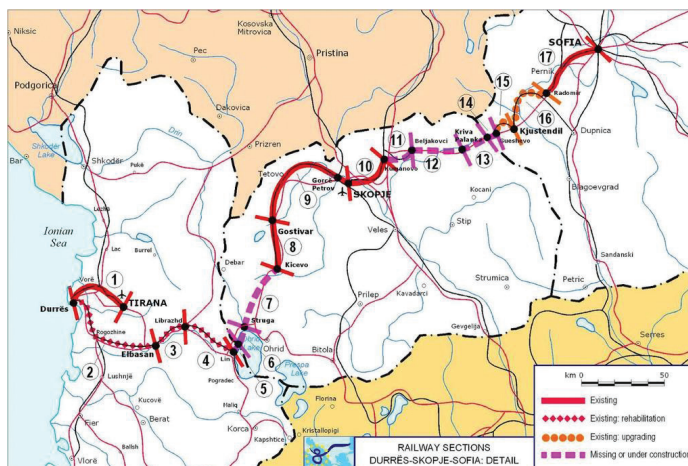 Niksic
Kosovska
Mitrovica
Pristina
Pec
SOFIA
17
Pernik
Podgorica
Dakovica
15
Radomir
14
16
Shkodër
Lake
Drin
Prizren
Kriva
Palanka
Kjustendil
Dupnica
Bar
11
Beljakovci
Gueshevo
Shkodër
Pukë
10
Kumanovo
12
13
Tetovo
Gorce
Petrov
SKOPJE
Blagoevgrad
9
Kocani
Ionian
Sea
Lac
Burrel
Gostivar
Veles
Stip
Debar
8
Sandanski
1
Kicevo
Vorë
TIRANA
Strumica
Petric
Durrës
Librazhd
7
Prilep
Kavadarci
Struga
Rogozhine
Gevgelija
Serres
Elbasan
3
4
Lin
Ohrid
Bitola
2
6
Prespa
Lake
km
0
50
Lushnjë
Pogradec
5
Existing
Kucovë
Haliq
Florina
Existing: rehabilitation
Fier
Berat
Korca
Kristallopigi
Existing: upgrading
Ballsh
Kapshtice
RAILWAY SECTIONS
Missing or under construction
Vlorë
DURRËS-SKOPJE-SOFIA: DETAIL